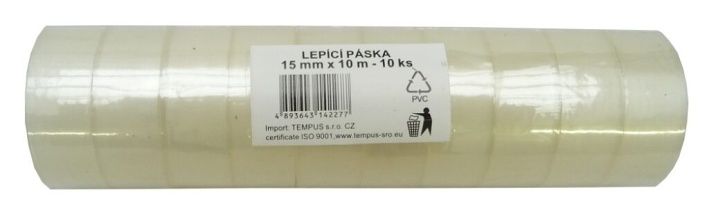 LEPÍCÍ PÁSKA
15 mm x 10 m - 10 ks
PVC
4 893643 142277
Import: TEMPUS s.r.o. CZ
certificate ISO 9001,www.tempus-sro.eu